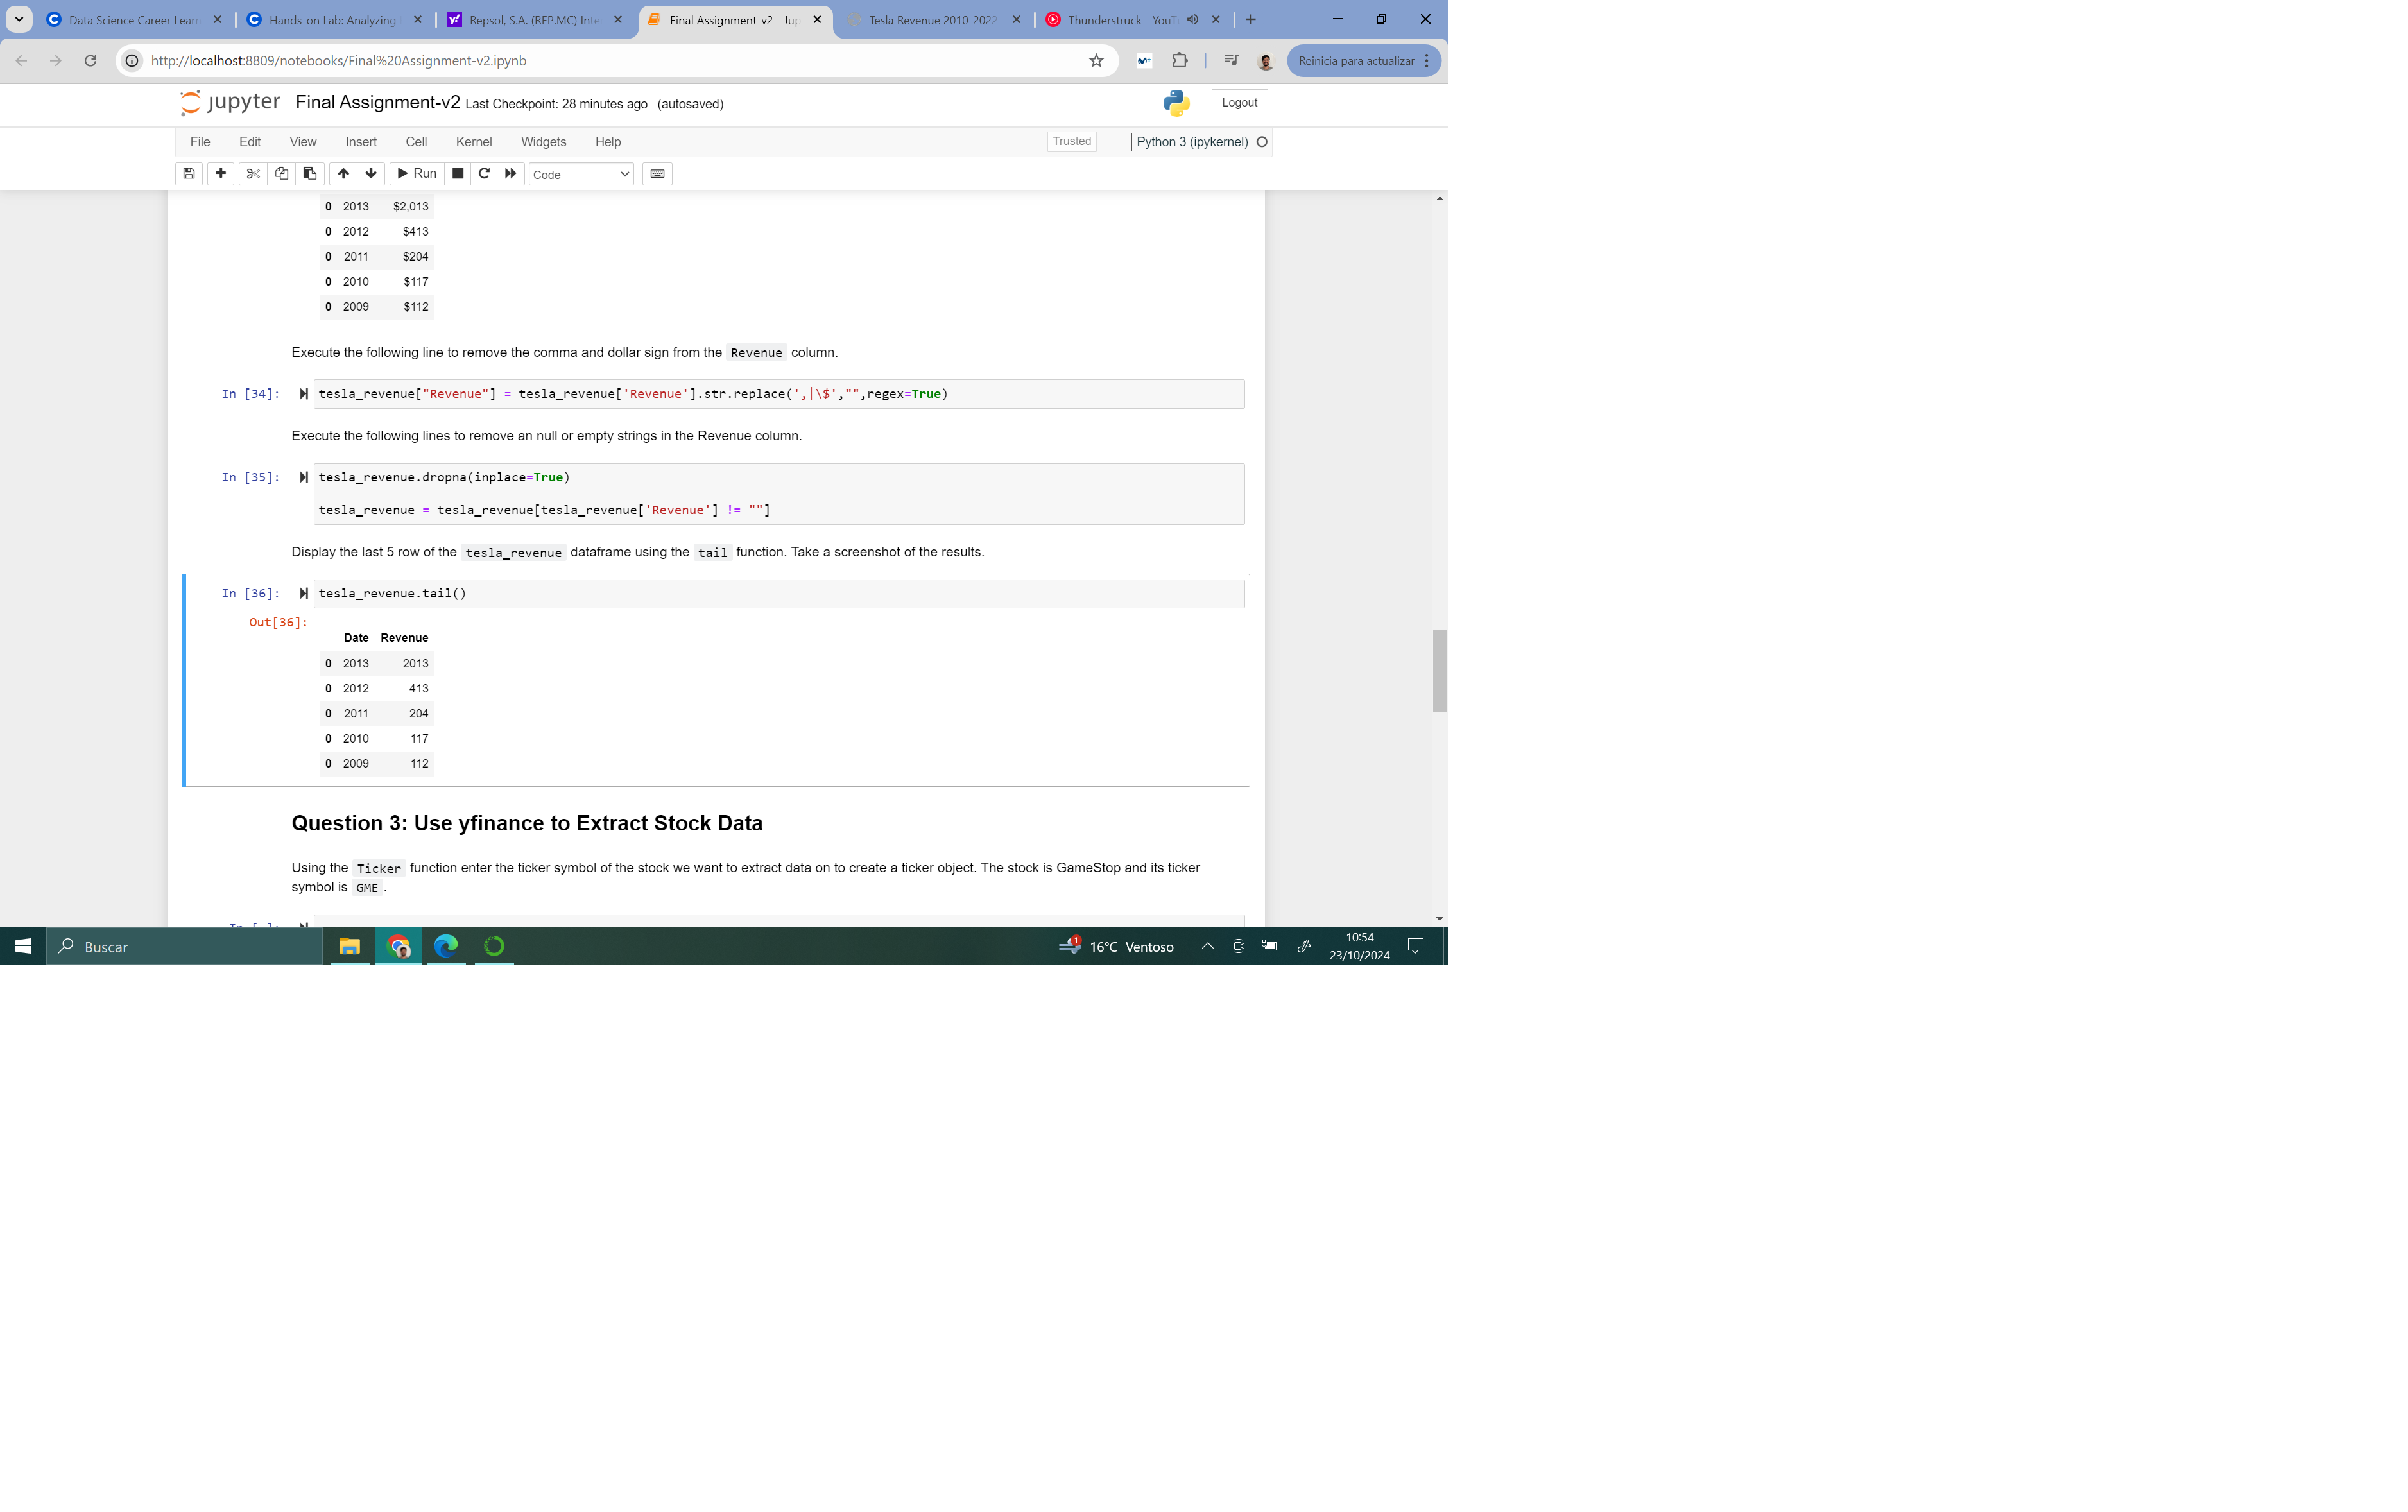 Data Science Career Learn
Hands-on Lab: Analyzing
Repsol, S.A. (REP.MC) Inte
Final Assignment-v2 - Jup
Tesla Revenue 2010-2022
Thunderstruck - YouT
http://localhost:8809/notebooks/Final%20Assignment-v2.ipynb
Reinicia para actualizar
jupyter Final Assignment-v2 Last Checkpoint: 28 minutes ago (autosaved)
Logout
File Edit View Insert Cell Kernel Widgets Help
Trusted
Python 3 (ipykernel)
Run
Code
0 2013 $2,013
0 2012 $413
0 2011 $204
0 2010 $117
0 2009 $112
Execute the following line to remove the comma and dollar sign from the Revenue column.
In [34]: tesla_revenue["Revenue"] = tesla_revenue['Revenue'].str.replace(',|\$',"",regex=True)
Execute the following lines to remove an null or empty strings in the Revenue column.
In [35]: tesla_revenue.dropna(inplace=True)
tesla_revenue = tesla_revenue[tesla_revenue['Revenue'] != ""]
Display the last 5 row of the tesla_revenue dataframe using the tail function. Take a screenshot of the results.
In [36]: tesla_revenue.tail()
Out[36]:
Date Revenue
0 2013 2013
0 2012 413
0 2011 204
0 2010 117
0 2009 112
Question 3: Use yfinance to Extract Stock Data
Using the Ticker function enter the ticker symbol of the stock we want to extract data on to create a ticker object. The stock is GameStop and its ticker
symbol is GME .
Buscar
1
16°C Ventoso
10:54
23/10/2024